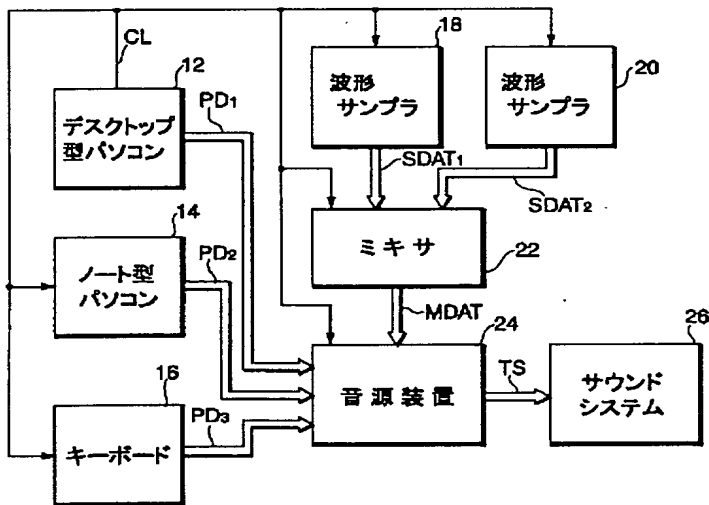 CL
12
デスクトップ
型パソコン
PD₁
18
波形
サンプラ
20
波形
サンプラ
SDAT₁
SDAT₂
14
ノート型
パソコン
PD₂
ミキサ
22
MDAT
16
キーボード
PD₃
24
音源装置
TS
26
サウンド
システム